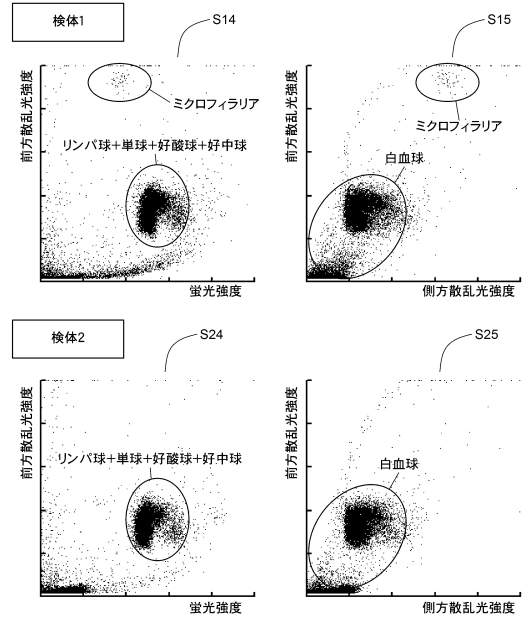 検体1
S14
S15
前方散乱光強度
ミクロフィラリア
リンパ球+単球+好酸球+好中球
蛍光強度
前方散乱光強度
ミクロフィラリア
白血球
側方散乱光強度
検体2
S24
S25
前方散乱光強度
リンパ球+単球+好酸球+好中球
蛍光強度
前方散乱光強度
白血球
側方散乱光強度